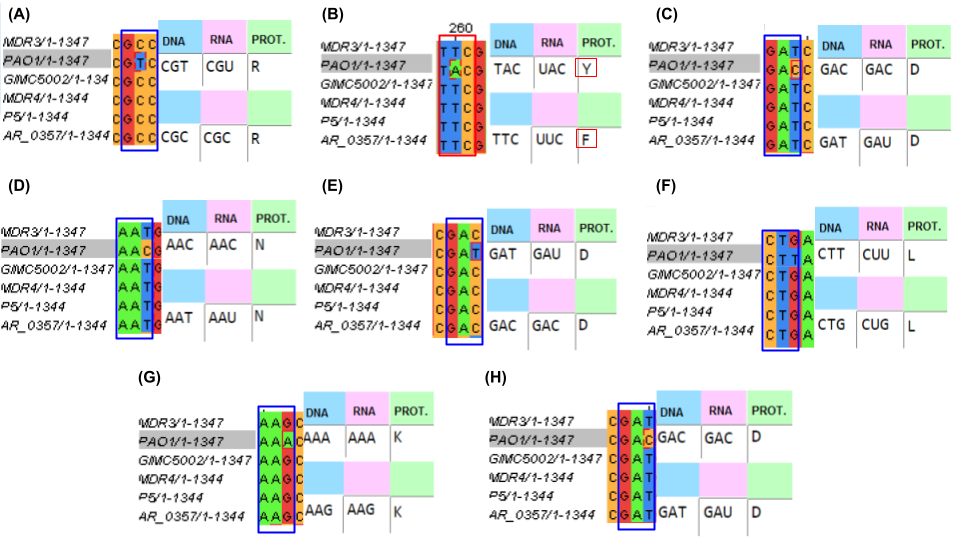 (A)
MDR3/1-1347 CGCC DNA RNA PROT.
PAO1/1-1347 CGTC CGT CGU R
GIMC5002/1-134 CGCC
MDR4/1-1344 CGCC
P5/1-1344 CGCC
AR_0357/1-1344 CGCC CGC CGC R
(B)
260
MDR3/1-1347 TTCG DNA RNA PROT.
PAO1/1-1347 TACG TAC UAC Y
GIMC5002/1-1347 TTCG
MDR4/1-1344 TTCG
P5/1-1344 TTCG
AR_0357/1-1344 TTCG TTC UUC F
(C)
MDR3/1-1347 GATC DNA RNA PROT.
PAO1/1-1347 GACC GAC GAC D
GIMC5002/1-1347 GATC
MDR4/1-1344 GATC
P5/1-1344 GATC
AR_0357/1-1344 GATC GAT GAU D
(D)
MDR3/1-1347 AATG DNA RNA PROT.
PAO1/1-1347 AACG AAC AAC N
GIMC5002/1-1347 AATG
MDR4/1-1344 AATG
P5/1-1344 AATG
AR_0357/1-1344 AATG AAT AAU N
(E)
MDR3/1-1347 CGAC DNA RNA PROT.
PAO1/1-1347 CGAT GAT GAU D
GIMC5002/1-1347 CGAC
MDR4/1-1344 CGAC
P5/1-1344 CGAC
AR_0357/1-1344 CGAC GAC GAC D
(F)
MDR3/1-1347 CTGA DNA RNA PROT.
PAO1/1-1347 CTTA CTT CUU L
GIMC5002/1-1347 CTGA
MDR4/1-1344 CTGA
P5/1-1344 CTGA
AR_0357/1-1344 CTGA CTG CUG L
(G)
MDR3/1-1347 AAGC DNA RNA PROT.
PAO1/1-1347 AAAC AAA AAA K
GIMC5002/1-1347 AAGC
MDR4/1-1344 AAGC
P5/1-1344 AAGC
AR_0357/1-1344 AAGC AAG AAG K
(H)
MDR3/1-1347 CGAT DNA RNA PROT.
PAO1/1-1347 CGAC GAC GAC D
GIMC5002/1-1347 CGAT
MDR4/1-1344 CGAT
P5/1-1344 CGAT
AR_0357/1-1344 CGAT GAT GAU D